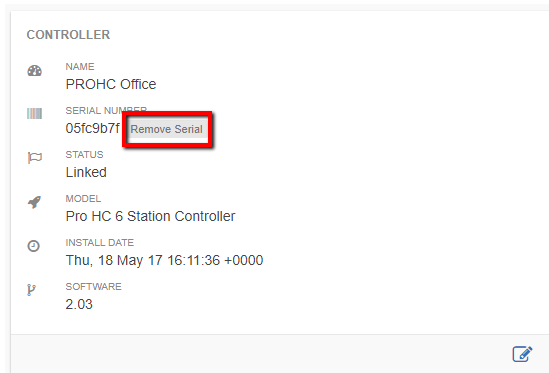 CONTROLLER
NAME
PROHC Office
SERIAL NUMBER
05fc9b7f Remove Serial
STATUS
Linked
MODEL
Pro HC 6 Station Controller
INSTALL DATE
Thu, 18 May 17 16:11:36 +0000
SOFTWARE
2.03